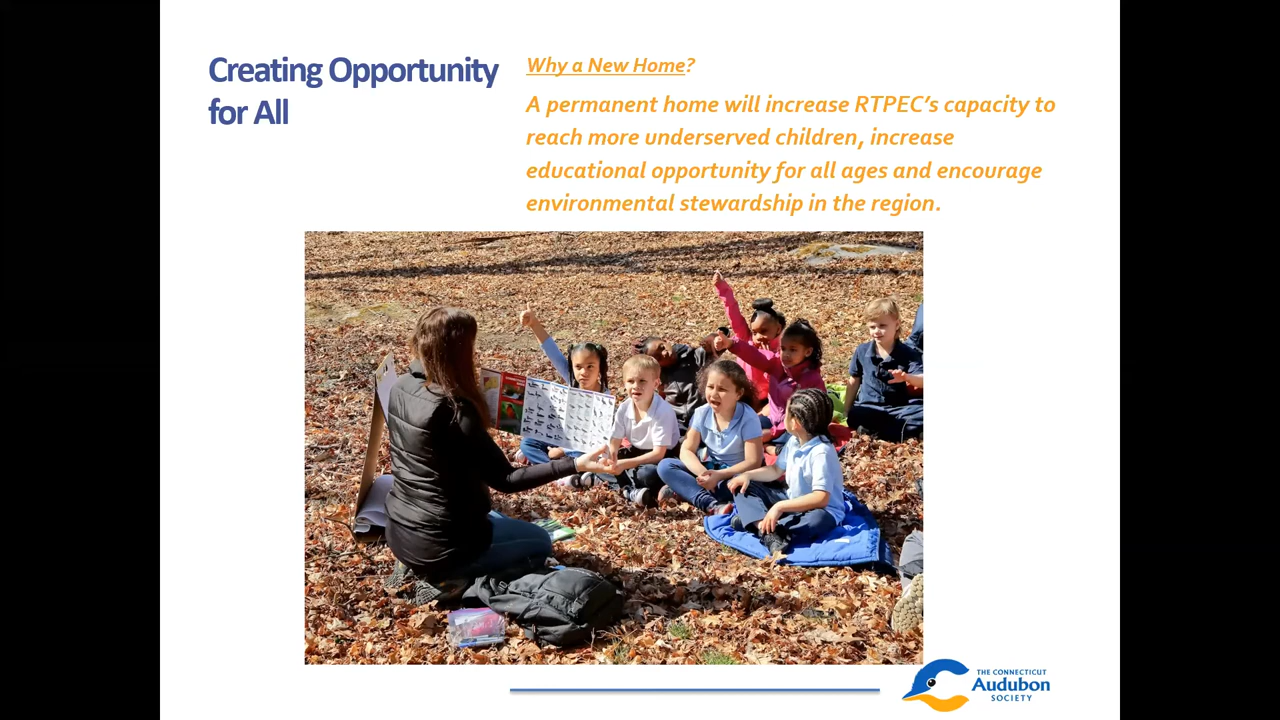 Creating Opportunity
for All
Why a New Home?
A permanent home will increase RTPEC's capacity to
reach more underserved children, increase
educational opportunity for all ages and encourage
environmental stewardship in the region.
THE CONNECTICUT
Audubon
SOCIETY